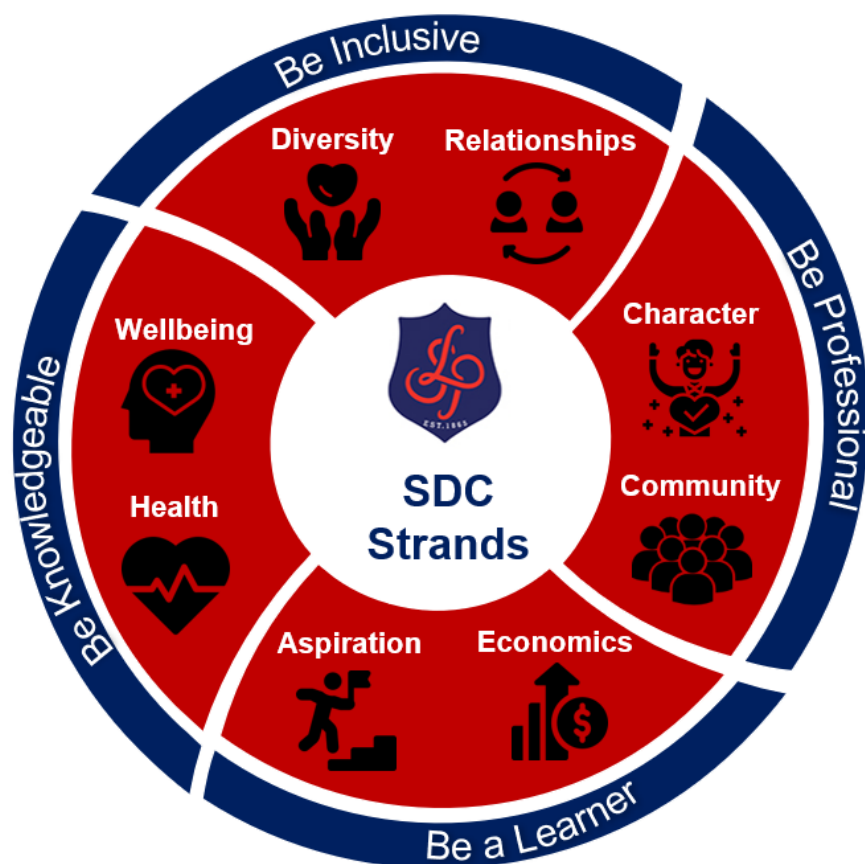 Be Inclusive
Diversity
Relationships
Be Professional
Character
Community
Be a Learner
Economics
Aspiration
Be Knowledgeable
Health
Wellbeing
EST.1862
SDC
Strands
$